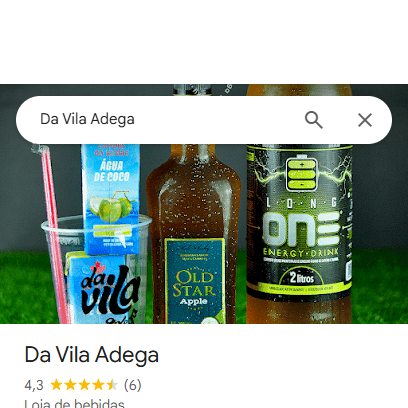 Da Vila Adega
ÁGUA
DE COCO
da
vila
OLD
STAR
Apple
LONG
ONE
ENERGY DRINK
2 litros
Da Vila Adega
4,3 (6)
Loja de bebidas